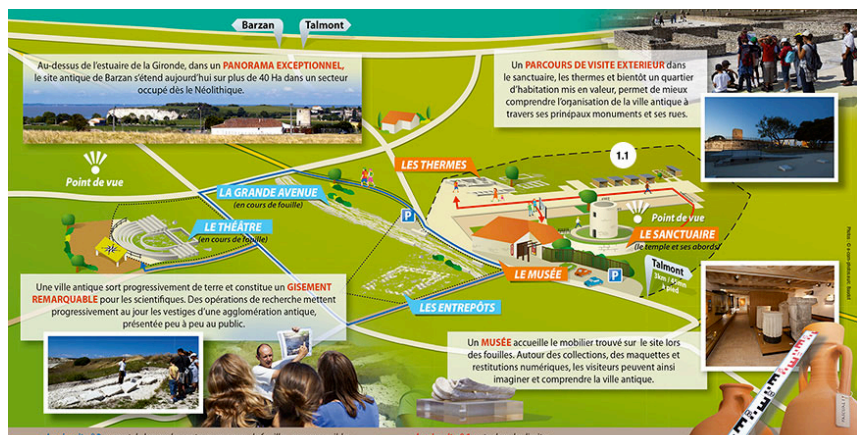 Barzan
Talmont
Au-dessus de l'estuaire de la Gironde, dans un PANORAMA EXCEPTIONNEL,
le site antique de Barzan s'étend aujourd'hui sur plus de 40 Ha dans un secteur
occupé dès le Néolithique.
Un PARCOURS DE VISITE EXTERIEUR dans
le sanctuaire, les thermes et bientôt un quartier
d'habitation mis en valeur, permet de mieux
comprendre l'oganisation de la ville antique à
travers ses prinépaux monuments et ses rues.
LES THERMES
1.1
Point de vue
LA GRANDE AVENUE
(en cours de fouille)
P
LE THÉÂTRE
(en cours de fouille)
Point de vue
LE SANCTUAIRE
(le temple et ses abords)
LE MUSÉE
P
Talmont
à pied
LES ENTREPÔTS
Une ville antique sort progressivement de terre et constitue un GISEMENT
REMARQUABLE pour les scientifiques. Des opérations de recherche mettent
progressivement au jour les vestiges d'une agglomération antique,
présentée peu à peu au public.
Un MUSÉE accueille le mobilier trouvé sur le site lors
des fouilles. Autour des collections, des maquettes et
restitutions numériques, les visiteurs peuvent ainsi
imaginer et comprendre la ville antique.